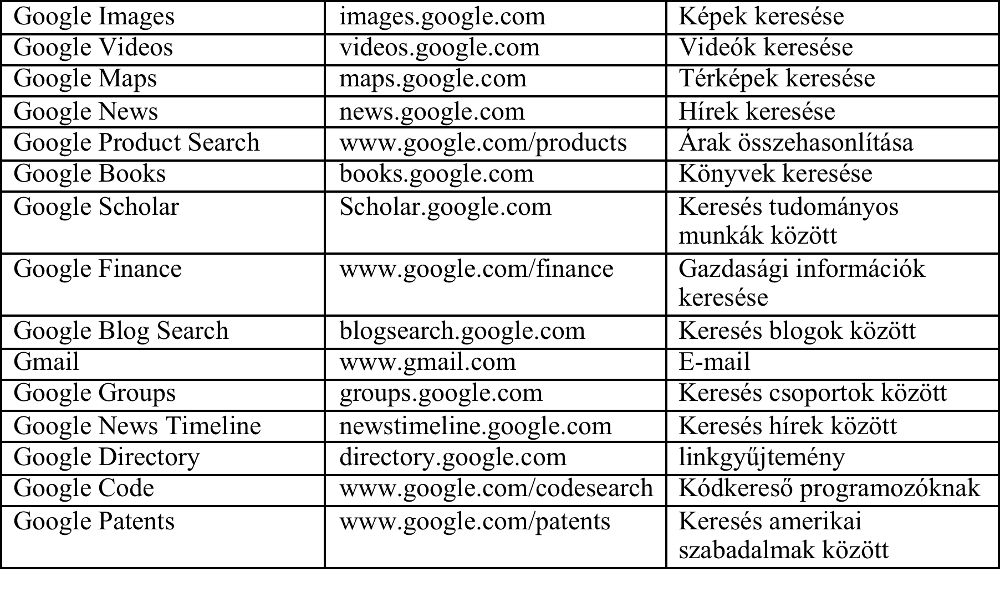 Google Images images.google.com Képek keresése
Google Videos videos.google.com Videók keresése
Google Maps maps.google.com Térképek keresése
Google News news.google.com Hírek keresése
Google Product Search www.google.com/products Árak összehasonlítása
Google Books books.google.com Könyvek keresése
Google Scholar Scholar.google.com Keresés tudományos
munkák között
Google Finance www.google.com/finance Gazdasági információk
keresése
Google Blog Search blogsearch.google.com Keresés blogok között
Gmail www.gmail.com E-mail
Google Groups groups.google.com Keresés csoportok között
Google News Timeline newstimeline.google.com Keresés hírek között
Google Directory directory.google.com linkgyűjtemény
Google Code www.google.com/codesearch Kódkereső programozóknak
Google Patents www.google.com/patents Keresés amerikai
szabadalmak között